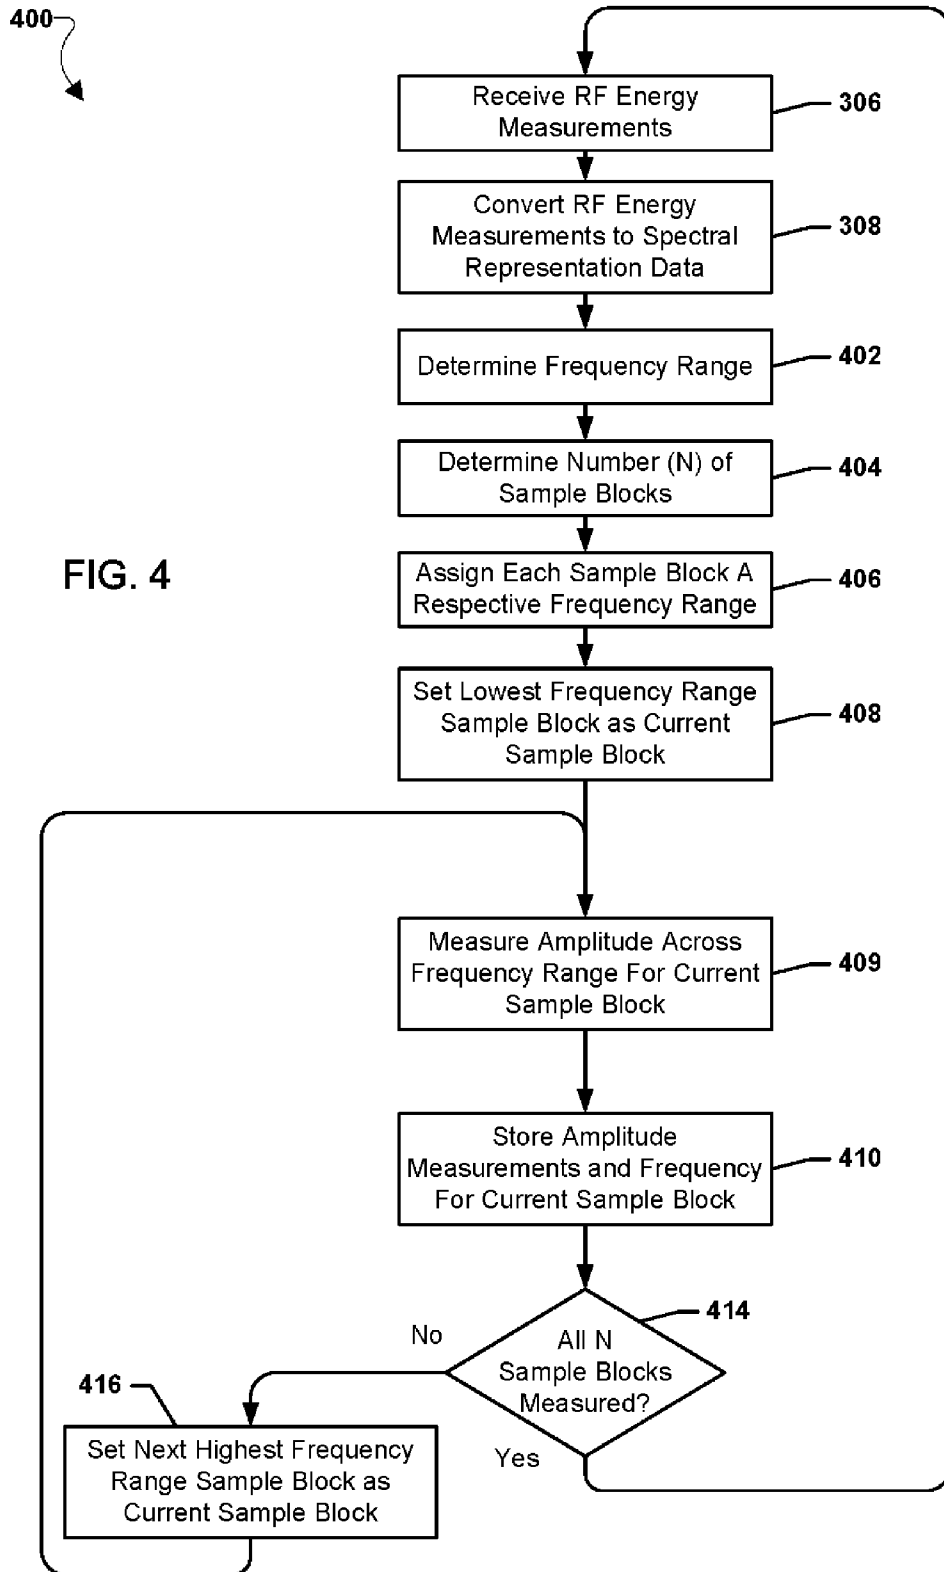 400
Receive RF Energy
Measurements
306
Convert RF Energy
Measurements to Spectral
Representation Data
308
Determine Frequency Range
402
Determine Number (N) of
Sample Blocks
404
FIG. 4
Assign Each Sample Block A
Respective Frequency Range
406
Set Lowest Frequency Range
Sample Block as Current
Sample Block
408
Measure Amplitude Across
Frequency Range For Current
Sample Block
409
Store Amplitude
Measurements and Frequency
For Current Sample Block
410
All N
Sample Blocks
Measured?
414
No
Yes
416
Set Next Highest Frequency
Range Sample Block as
Current Sample Block